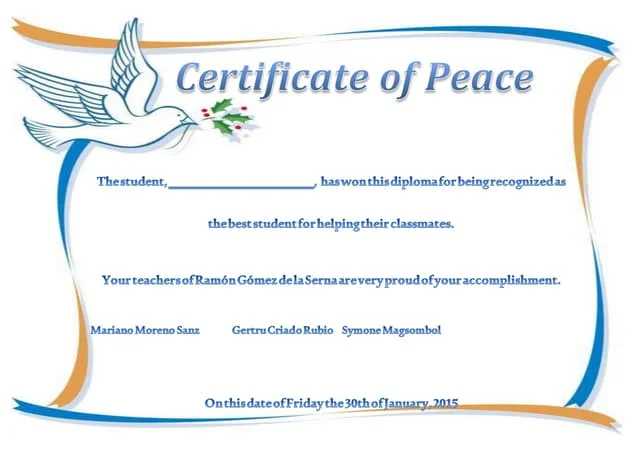 Certificate of Peace
The student, ____________________, has won this diploma for being recognized as
the best student for helping their classmates.
Your teachers of Ramón Gómez de la Serna are very proud of your accomplishment.
Mariano Moreno Sanz Gertru Criado Rubio Symone Magsombol
On this date of Friday the 30th of January, 2015